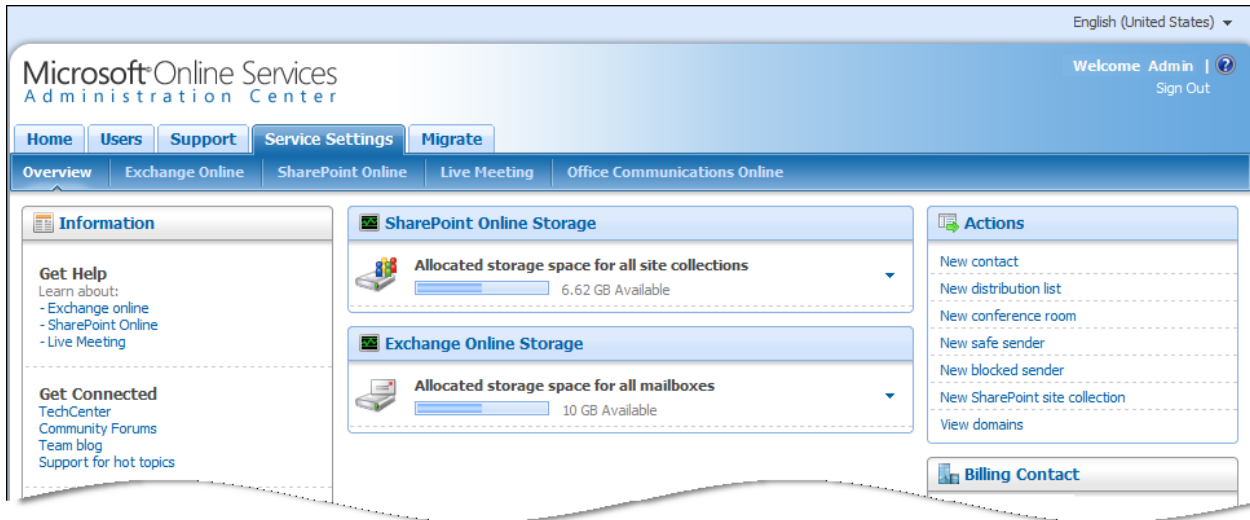 English (United States)
Microsoft Online Services
Administration Center
Welcome Admin |
Sign Out
Home Users Support Service Settings Migrate
Overview Exchange Online SharePoint Online Live Meeting Office Communications Online
Information
Get Help
Learn about:
- Exchange online
- SharePoint Online
- Live Meeting
Get Connected
TechCenter
Community Forums
Team blog
Support for hot topics
SharePoint Online Storage
Allocated storage space for all site collections
6.62 GB Available
Exchange Online Storage
Allocated storage space for all mailboxes
10 GB Available
Actions
New contact
New distribution list
New conference room
New safe sender
New blocked sender
New SharePoint site collection
View domains
Billing Contact